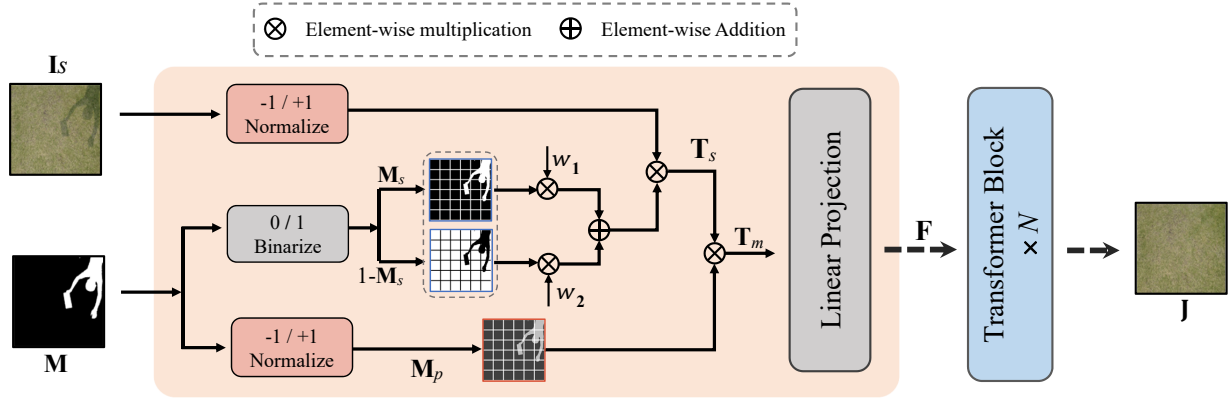 Element-wise multiplication
Element-wise Addition
Is
-1 / +1
Normalize
Ms
w1
Ts
0 / 1
Binarize
1-Ms
w2
Tm
M
-1 / +1
Normalize
Mp
Linear Projection
F
Transformer Block
× N
J